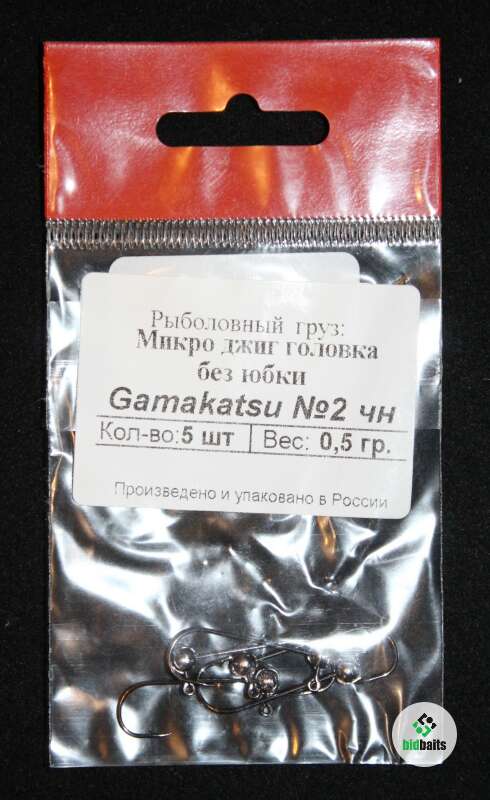 Рыболовный груз:
Микро джиг головка
без юбки
Gamakatsu №2 чн
Кол-во: 5 шт Вес: 0,5 гр.
Произведено и упаковано в России
bidbaits